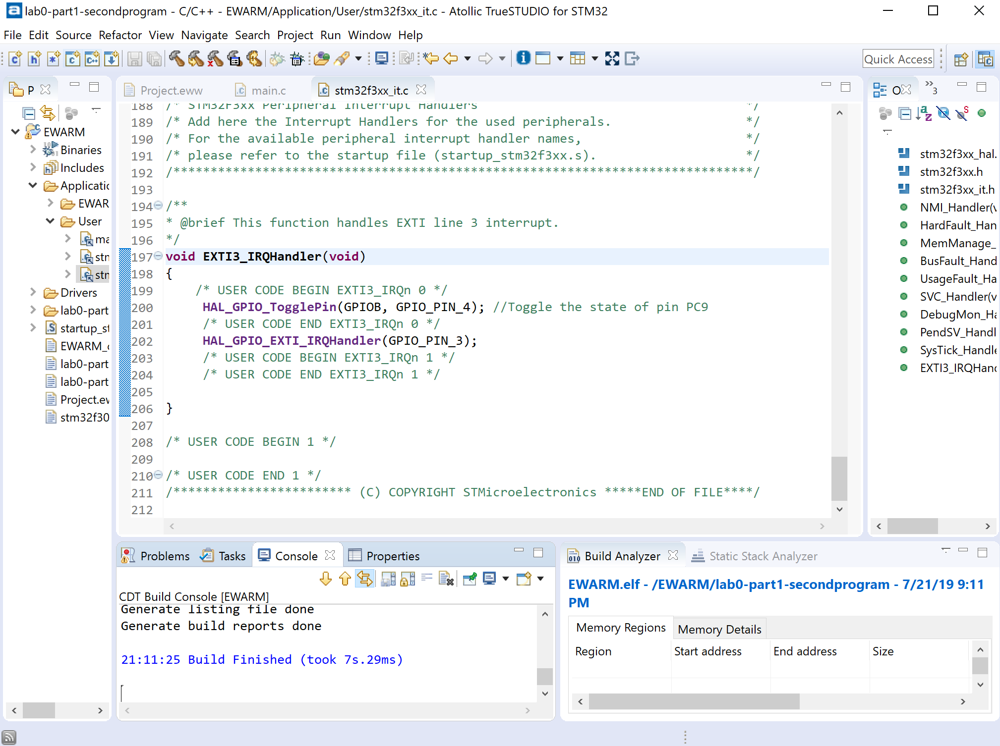 lab0-part1-secondprogram - C/C++ - EWARM/Application/User/stm32f3xx_it.c - Atollic TrueSTUDIO for STM32
File Edit Source Refactor View Navigate Search Project Run Window Help
Quick Access
P
EWARM
Binaries
Includes
Applicatic
EWAR
User
ma
stm
stm
Drivers
lab0-part
startup_st
EWARM_c
lab0-part
lab0-part
Project.ew
stm32f30
Project.eww
main.c
stm32f3xx_it.c
188 /* STM32F3xx Peripheral Interrupt Handlers */
189 /* Add here the Interrupt Handlers for the used peripherals. */
190 /* For the available peripheral interrupt handler names, */
191 /* please refer to the startup file (startup_stm32f3xx.s). */
192 /******************************************************************************/
193
194 /**
195 * @brief This function handles EXTI line 3 interrupt.
196 */
197 void EXTI3_IRQHandler(void)
198 {
199 /* USER CODE BEGIN EXTI3_IRQn 0 */
200 HAL_GPIO_TogglePin(GPIOB, GPIO_PIN_4); //Toggle the state of pin PC9
201 /* USER CODE END EXTI3_IRQn 0 */
202 HAL_GPIO_EXTI_IRQHandler(GPIO_PIN_3);
203 /* USER CODE BEGIN EXTI3_IRQn 1 */
204 /* USER CODE END EXTI3_IRQn 1 */
205
206 }
207
208 /* USER CODE BEGIN 1 */
209
210 /* USER CODE END 1 */
211 /************************ (C) COPYRIGHT STMicroelectronics *****END OF FILE****/
212
O
3
stm32f3xx_hal.
stm32f3xx.h
stm32f3xx_it.h
NMI_Handler(v
HardFault_Han
MemManage_
BusFault_Hand
UsageFault_Ha
SVC_Handler(v
DebugMon_Ha
PendSV_Handl
SysTick_Handle
EXTI3_IRQHand
Problems
Tasks
Console
Properties
CDT Build Console [EWARM]
Generate listing file done
Generate build reports done
21:11:25 Build Finished (took 7s.29ms)
Build Analyzer
Static Stack Analyzer
EWARM.elf - /EWARM/lab0-part1-secondprogram - 7/21/19 9:11
PM
Memory Regions
Memory Details
Region Start address End address Size